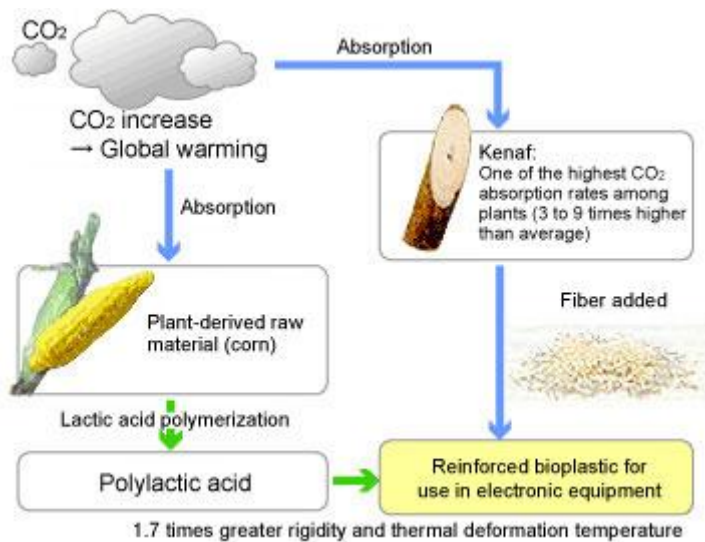 CO₂
Absorption
CO₂ increase
→ Global warming
Kenaf:
One of the highest CO₂
absorption rates among
plants (3 to 9 times higher
than average)
Absorption
Fiber added
Plant-derived raw
material (corn)
Lactic acid polymerization
Polylactic acid
Reinforced bioplastic for
use in electronic equipment
1.7 times greater rigidity and thermal deformation temperature